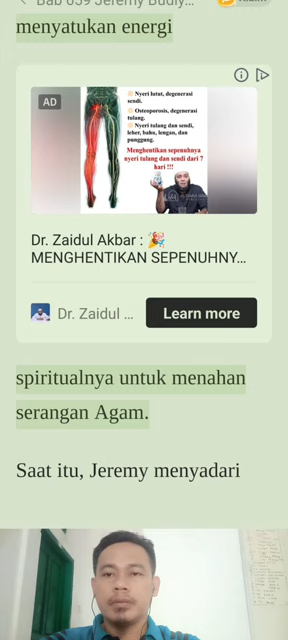 menyatukan energi
AD
Nyeri lutut, degenerasi
sendi.
Osteoporosis, degenerasi
tulang.
Nyeri tulang dan sendi,
leher, bahu, lengan, dan
punggung.
Menghentikan sepenuhnya
nyeri tulang dan sendi dari 7
hari !!!
Dr. Zaidul Akbar : 🎉
MENGHENTIKAN SEPENUHNY...
Dr. Zaidul ...
Learn more
spiritualnya untuk menahan
serangan Agam.
Saat itu, Jeremy menyadari